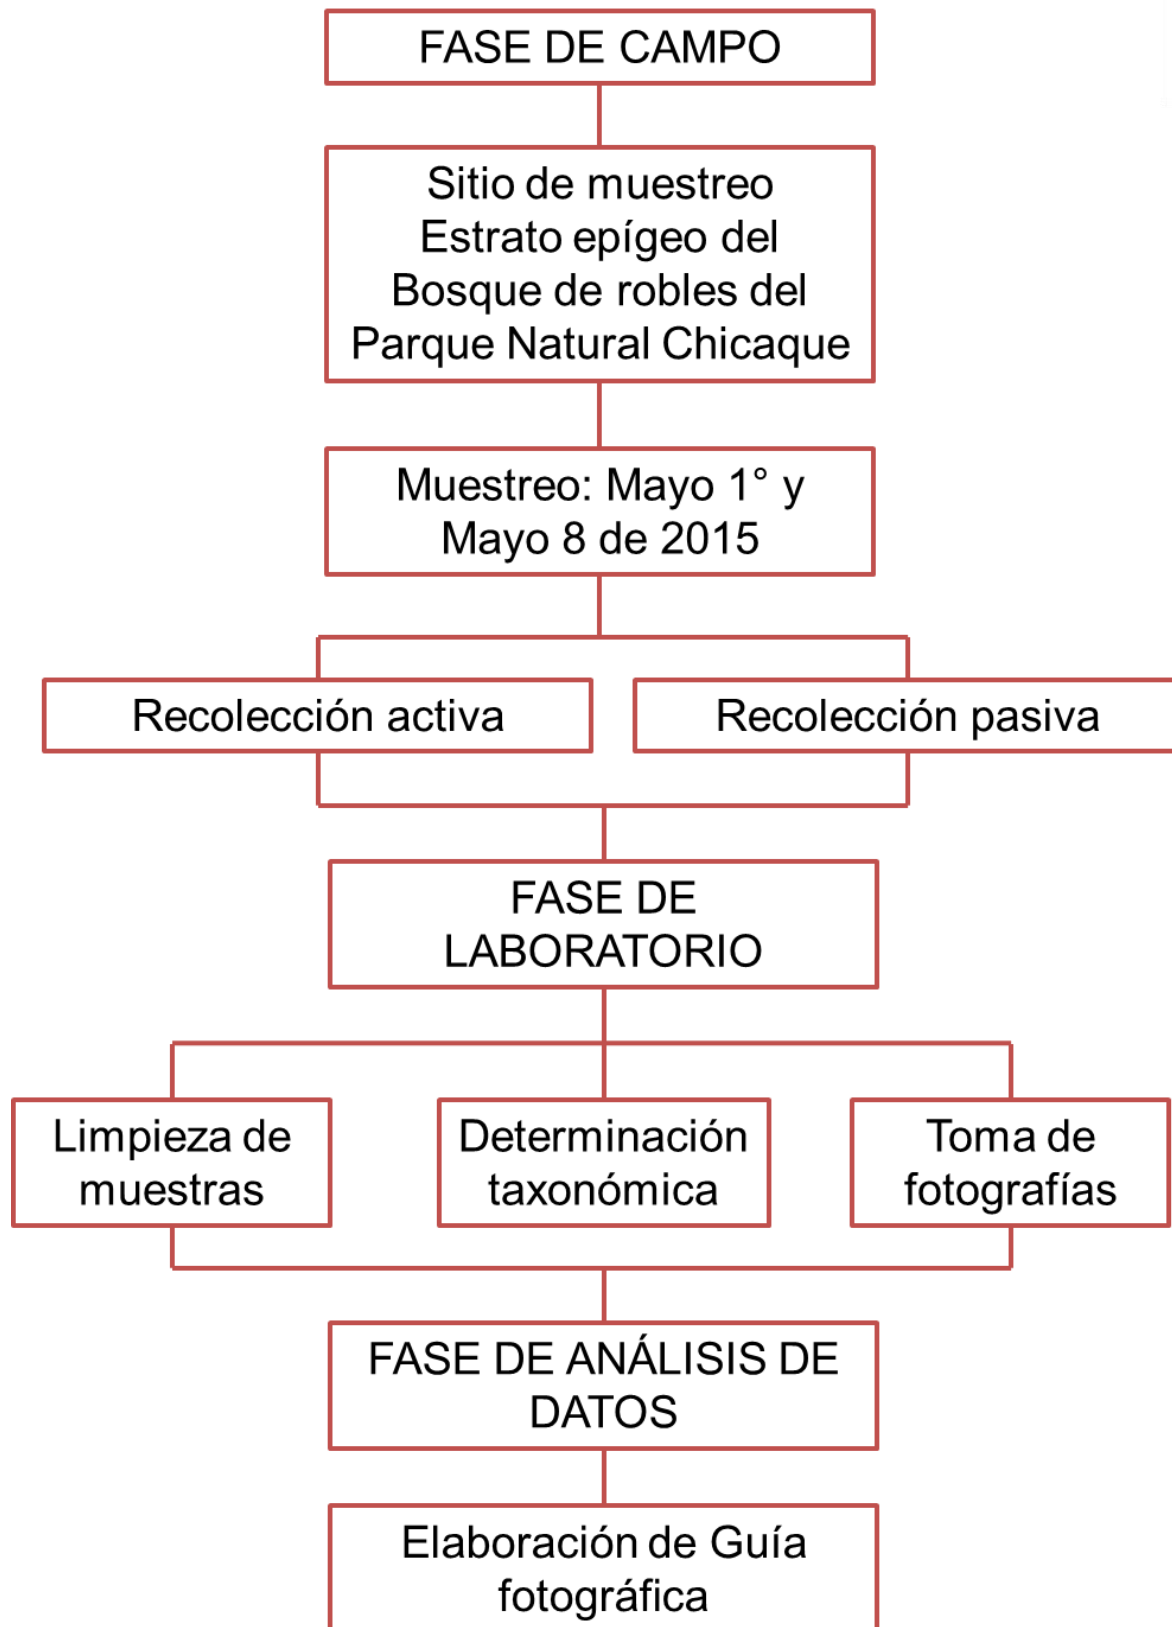 FASE DE CAMPO
Sitio de muestreo
Estrato epígeo del
Bosque de robles del
Parque Natural Chicaque
Muestreo: Mayo 1° y
Mayo 8 de 2015
Recolección activa
Recolección pasiva
FASE DE
LABORATORIO
Limpieza de
muestras
Determinación
taxonómica
Toma de
fotografías
FASE DE ANÁLISIS DE
DATOS
Elaboración de Guía
fotográfica